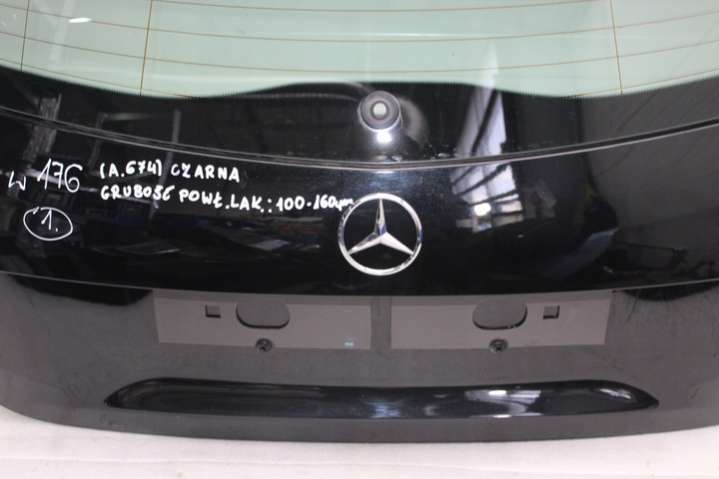 W 176 (A.674) CZARNA
GRUBOŚĆ POWŁ.LAK.:100-160µm
1.